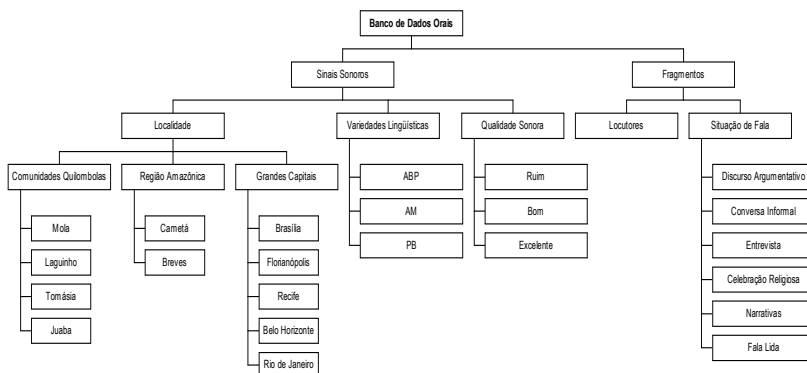 Banco de Dados Orais
Sinais Sonoros
Fragmentos
Localidade
Variedades Lingüísticas
Qualidade Sonora
Locutores
Situação de Fala
Comunidades Quilombolas
Região Amazônica
Grandes Capitais
ABP
Ruim
Discurso Argumentativo
Mola
Cametá
Brasília
AM
Bom
Conversa Informal
Laguinho
Breves
Florianópolis
PB
Excelente
Entrevista
Tomásia
Recife
Celebração Religiosa
Juaba
Belo Horizonte
Narrativas
Rio de Janeiro
Fala Lida